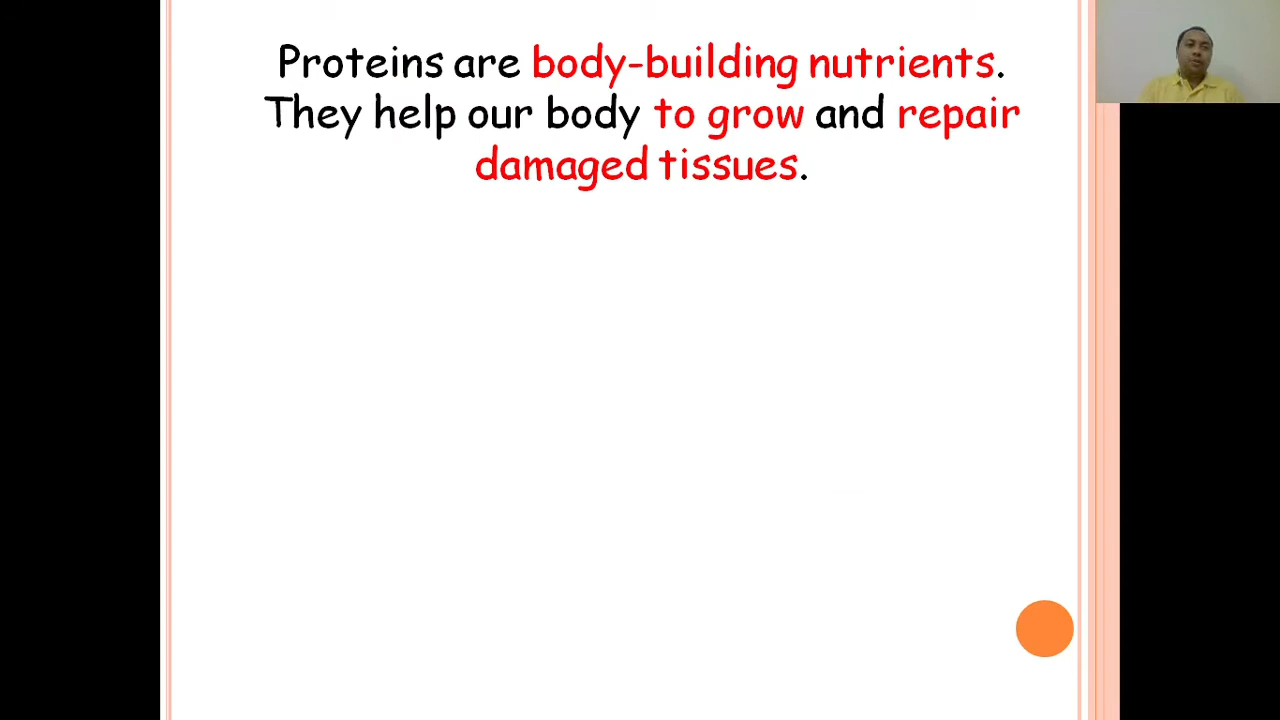 Proteins are body-building nutrients.
They help our body to grow and repair
damaged tissues.